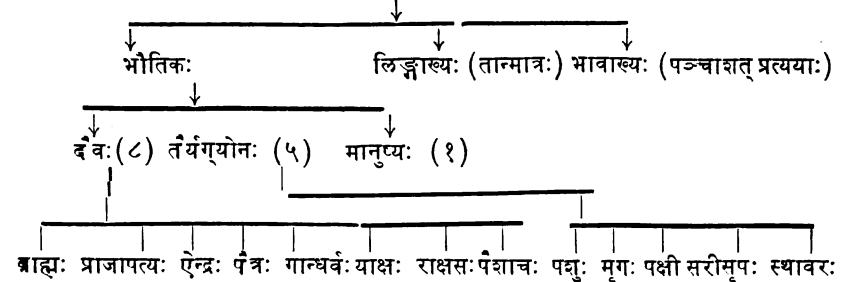 भौतिकः लिङ्गाख्यः (तान्मात्रः) भावाख्यः (पञ्चाशत् प्रत्ययाः)
दैवः (८) तैर्यग्योनः (५) मानुष्यः (१)
ब्राह्मः प्राजापत्यः ऐन्द्रः पैत्रः गान्धर्वः याक्षः राक्षसः पैशाचः पशुः मृगः पक्षी सरीसृपः स्थावरः